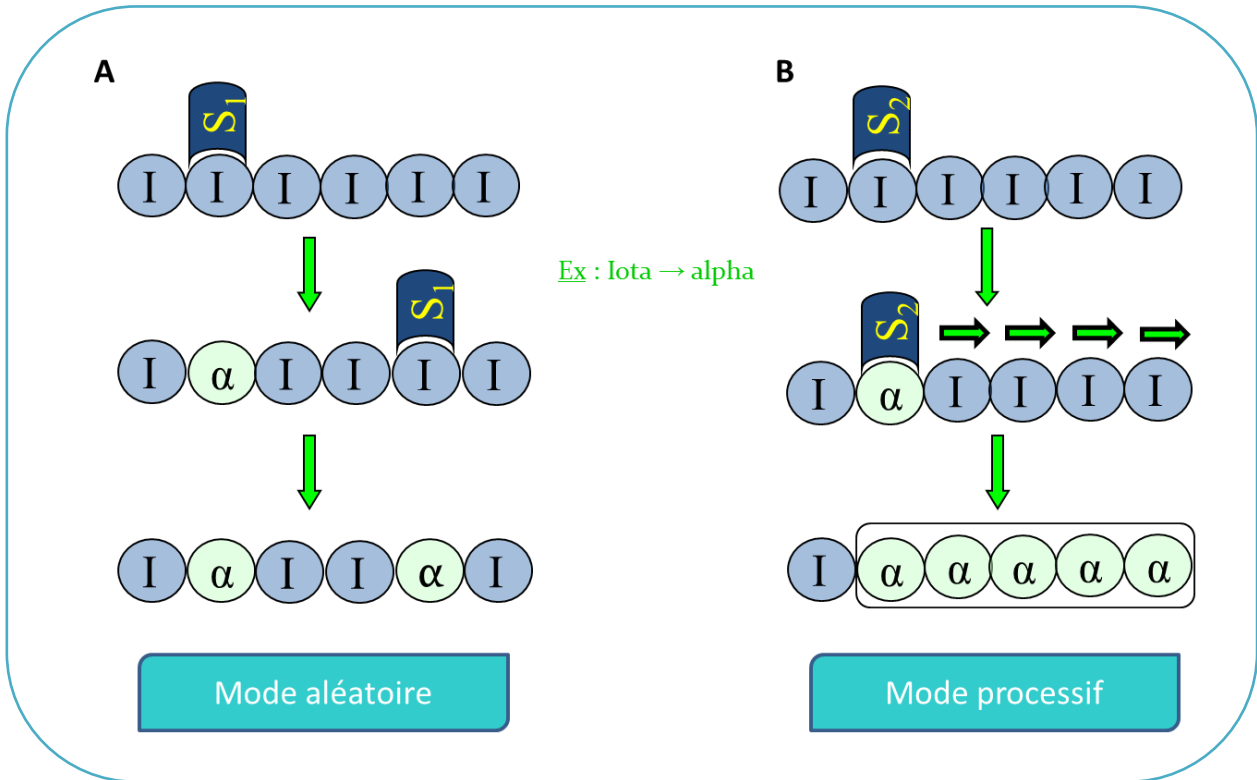 A
S₁
I I I I I I
S₁
I α I I I I
I α I I α I
Mode aléatoire
Ex : Iota → alpha
B
S₂
I I I I I I
S₂
I α I I I I
I α α α α α
Mode processif